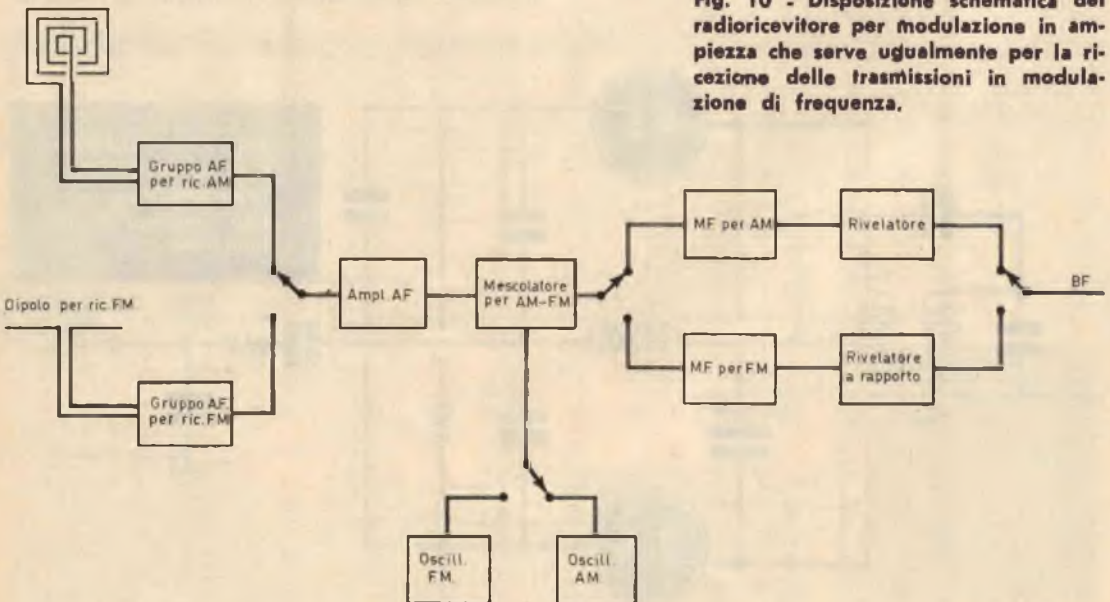 Fig. 10 - Disposizione schematica del
radioricevitore per modulazione in am-
piezza che serve ugualmente per la ri-
cezione delle trasmissioni in modula-
zione di frequenza.
Gruppo AF.
per ric. AM
Dipolo per ric. FM.
Gruppo AF.
per ric. FM
Ampl. AF
Mescolatore
per AM-FM
MF. per AM
Rivelatore
BF
MF. per FM
Rivelatore
a rapporto
Oscill.
FM.
Oscill.
AM.